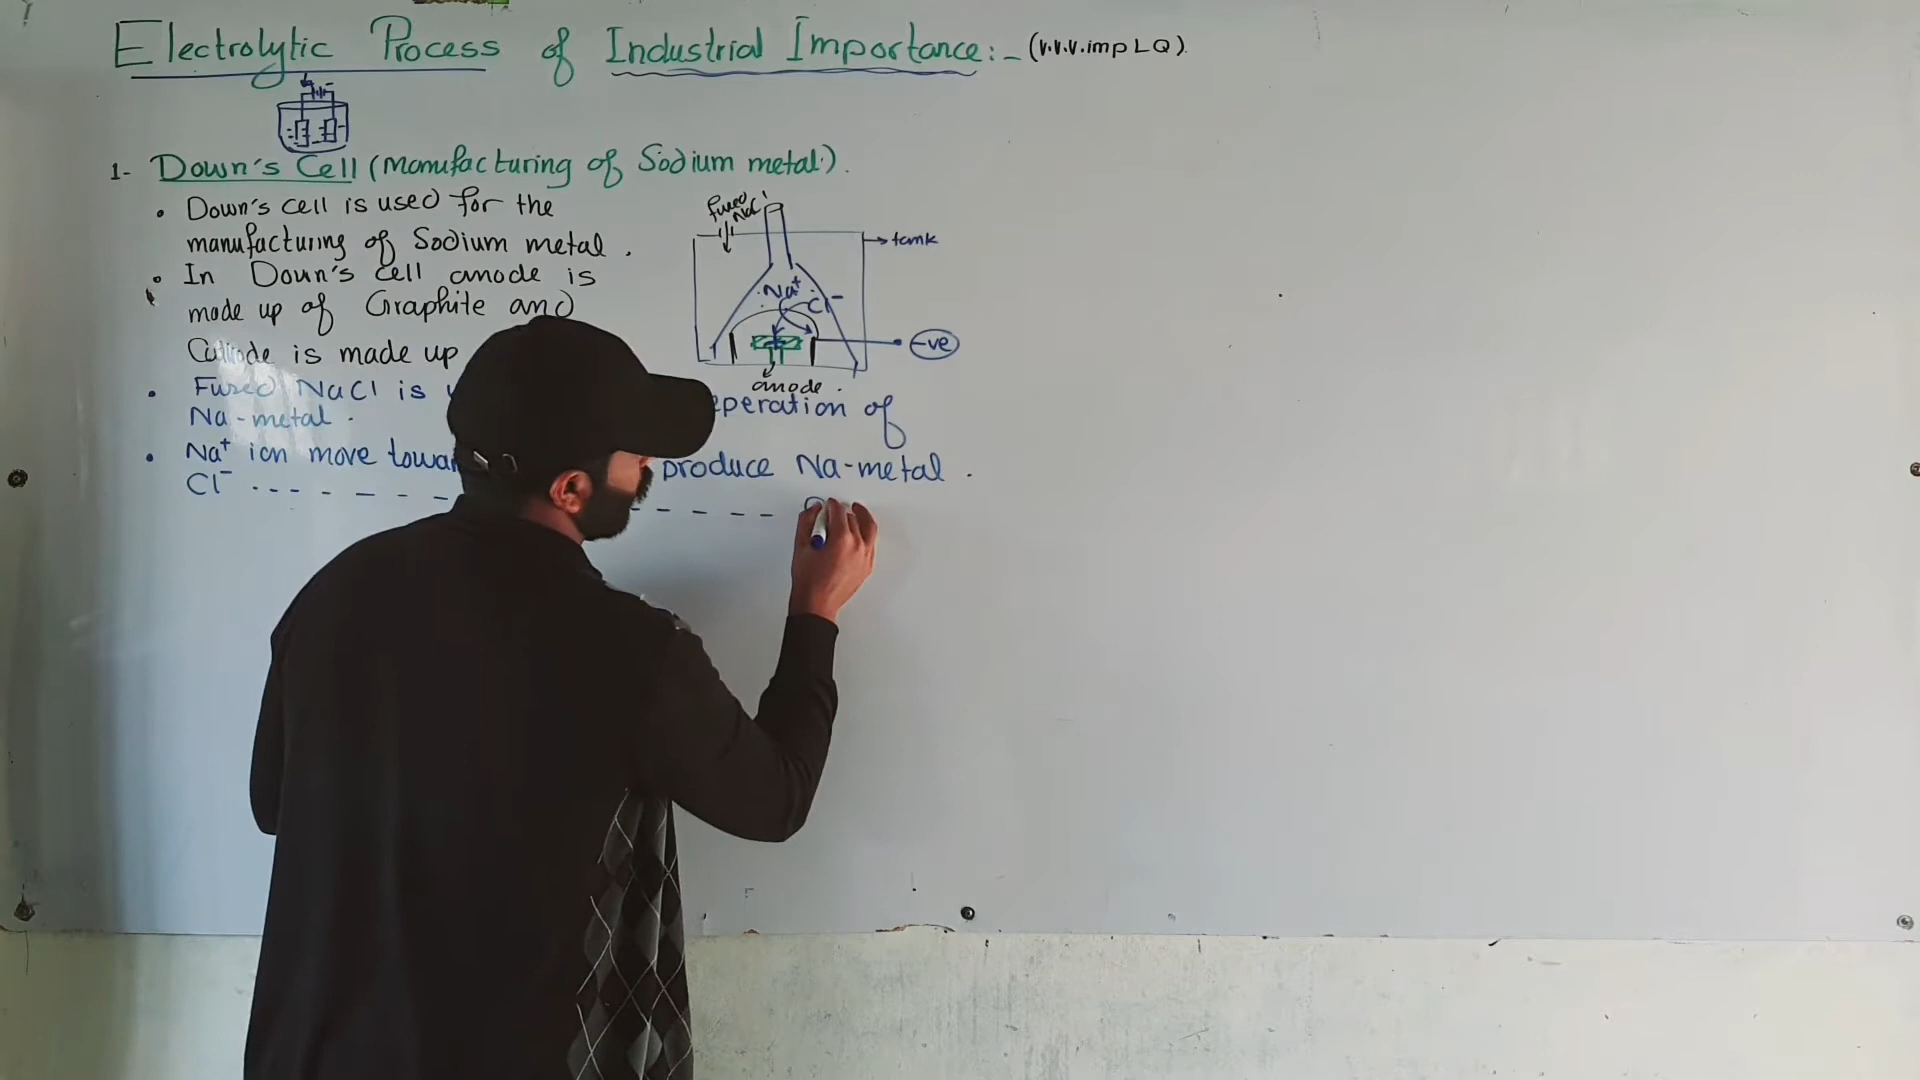 Electrolytic Process of Industrial Importance:- (V.V.V.imp LQ)
1- Down's Cell (Manufacturing of Sodium metal).
• Down's cell is used for the
manufacturing of Sodium metal.
• In Down's cell anode is
made up of Graphite and
is made up
• Fused NaCl is
eperation of
Na-metal.
• Na+ ion move towar produce Na-metal.
Cl- ... - - - - - - - - -
fused
NaCl
tank
Na+
Cl-
-ve
anode.